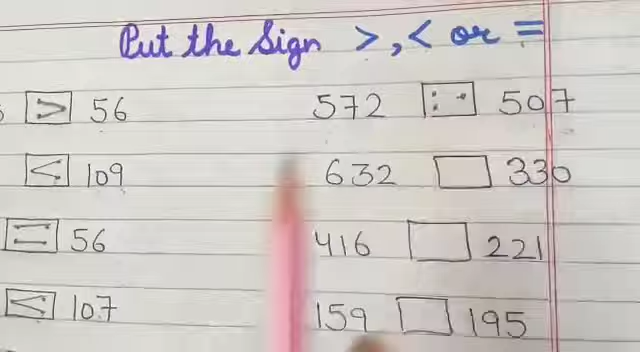 Put the Sign >, < or =
> 56 572 507
< 109 632 330
= 56 416 221
< 107 159 195